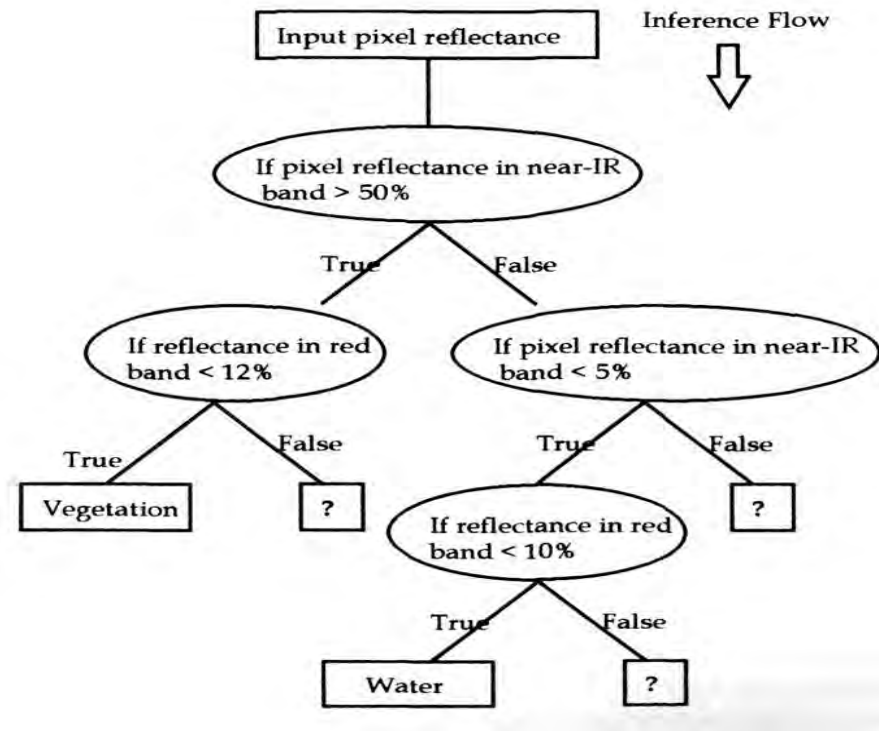 Input pixel reflectance
Inference Flow
If pixel reflectance in near-IR
band > 50%
True
False
If reflectance in red
band < 12%
If pixel reflectance in near-IR
band < 5%
True
False
True
False
Vegetation
?
If reflectance in red
band < 10%
?
True
False
Water
?